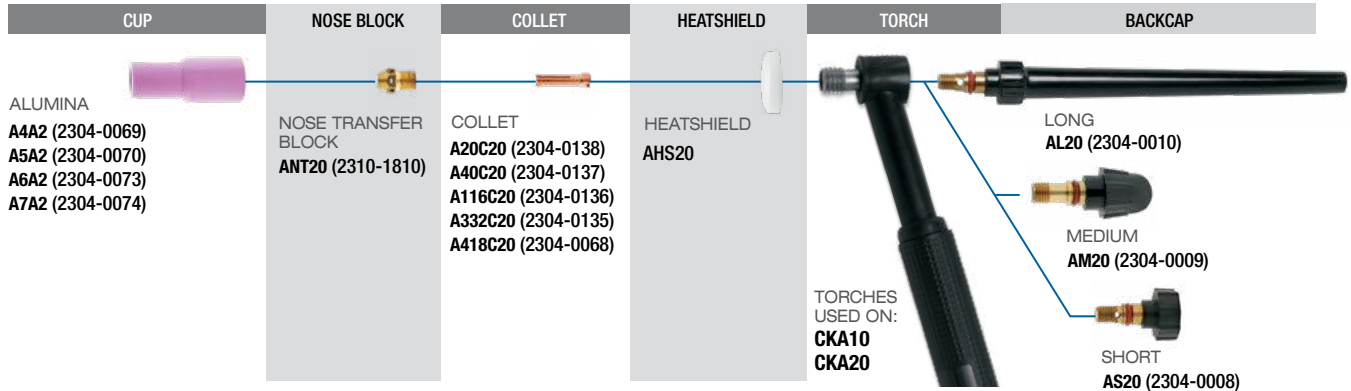 CUP
NOSE BLOCK
COLLET
HEATSHIELD
TORCH
BACKCAP
ALUMINA
A4A2 (2304-0069)
A5A2 (2304-0070)
A6A2 (2304-0073)
A7A2 (2304-0074)
NOSE TRANSFER
BLOCK
ANT20 (2310-1810)
COLLET
A20C20 (2304-0138)
A40C20 (2304-0137)
A116C20 (2304-0136)
A332C20 (2304-0135)
A418C20 (2304-0068)
HEATSHIELD
AHS20
TORCHES
USED ON:
CKA10
CKA20
LONG
AL20 (2304-0010)
MEDIUM
AM20 (2304-0009)
SHORT
AS20 (2304-0008)